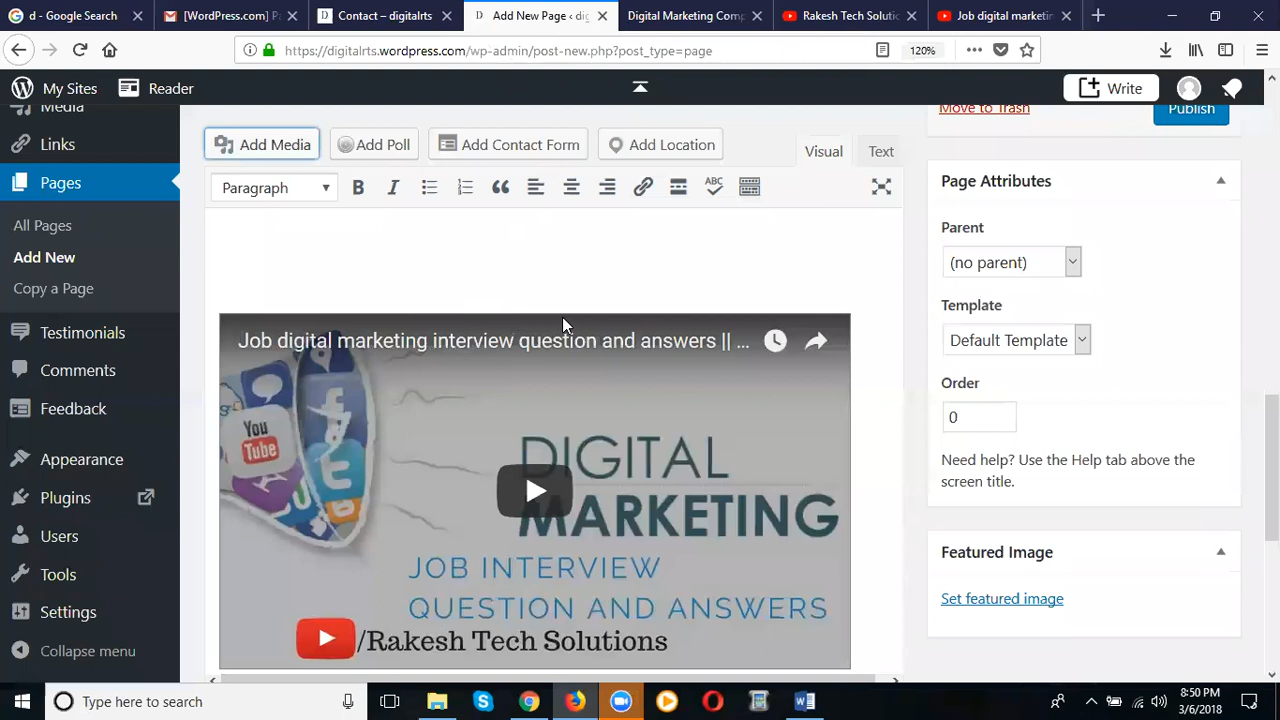 d - Google Search
[WordPress.com] P
Contact – digitalrts
Add New Page ‹ dig
Digital Marketing Comp
Rakesh Tech Solutic
Job digital marketin
https://digitalrts.wordpress.com/wp-admin/post-new.php?post_type=page
120%
My Sites
Reader
Write
Media
Links
Pages
All Pages
Add New
Copy a Page
Testimonials
Comments
Feedback
Appearance
Plugins
Users
Tools
Settings
Collapse menu
Add Media
Add Poll
Add Contact Form
Add Location
Visual
Text
Paragraph
ABC
Job digital marketing interview question and answers || ...
You
Tube
DIGITAL
MARKETING
JOB INTERVIEW
QUESTION AND ANSWERS
/Rakesh Tech Solutions
Move to Trash
Publish
Page Attributes
Parent
(no parent)
Template
Default Template
Order
0
Need help? Use the Help tab above the
screen title.
Featured Image
Set featured image
Type here to search
8:50 PM
3/6/2018